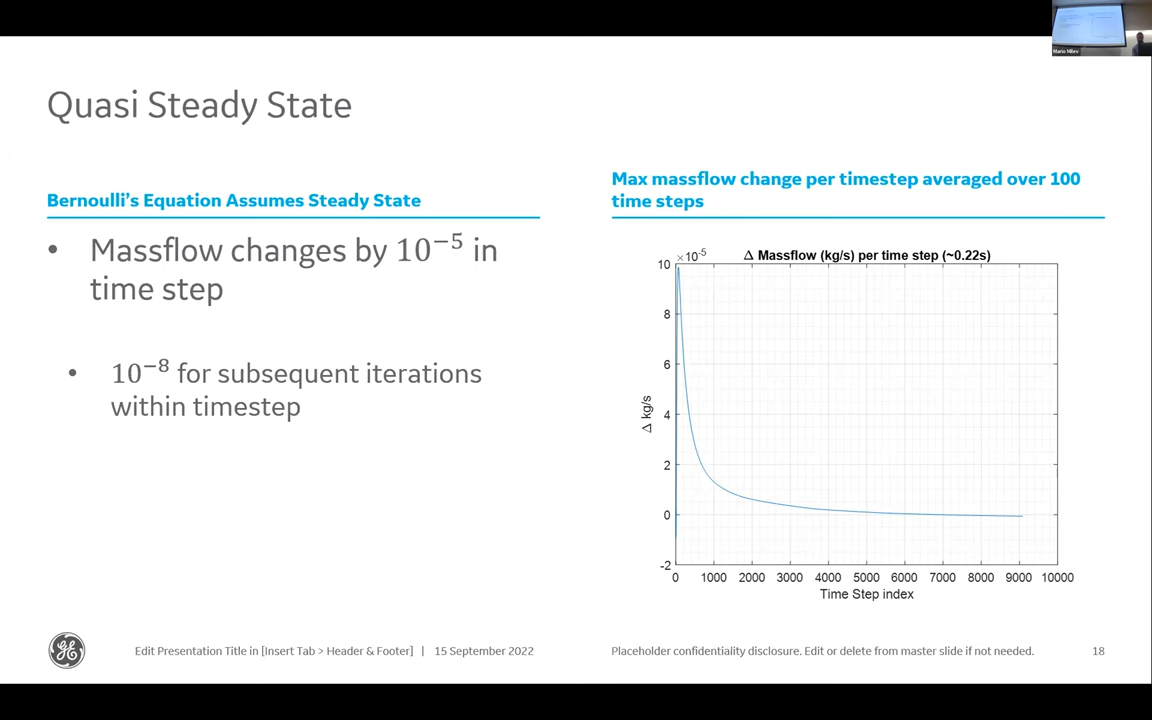 Mario Milev
Quasi Steady State
Bernoulli's Equation Assumes Steady State
• Massflow changes by 10⁻⁵ in
time step
• 10⁻⁸ for subsequent iterations
within timestep
Max massflow change per timestep averaged over 100
time steps
×10⁻⁵
Δ Massflow (kg/s) per time step (~0.22s)
10
8
6
4
2
0
-2
Δ kg/s
0 1000 2000 3000 4000 5000 6000 7000 8000 9000 10000
Time Step index
Edit Presentation Title in [Insert Tab > Header & Footer] | 15 September 2022
Placeholder confidentiality disclosure. Edit or delete from master slide if not needed.
18